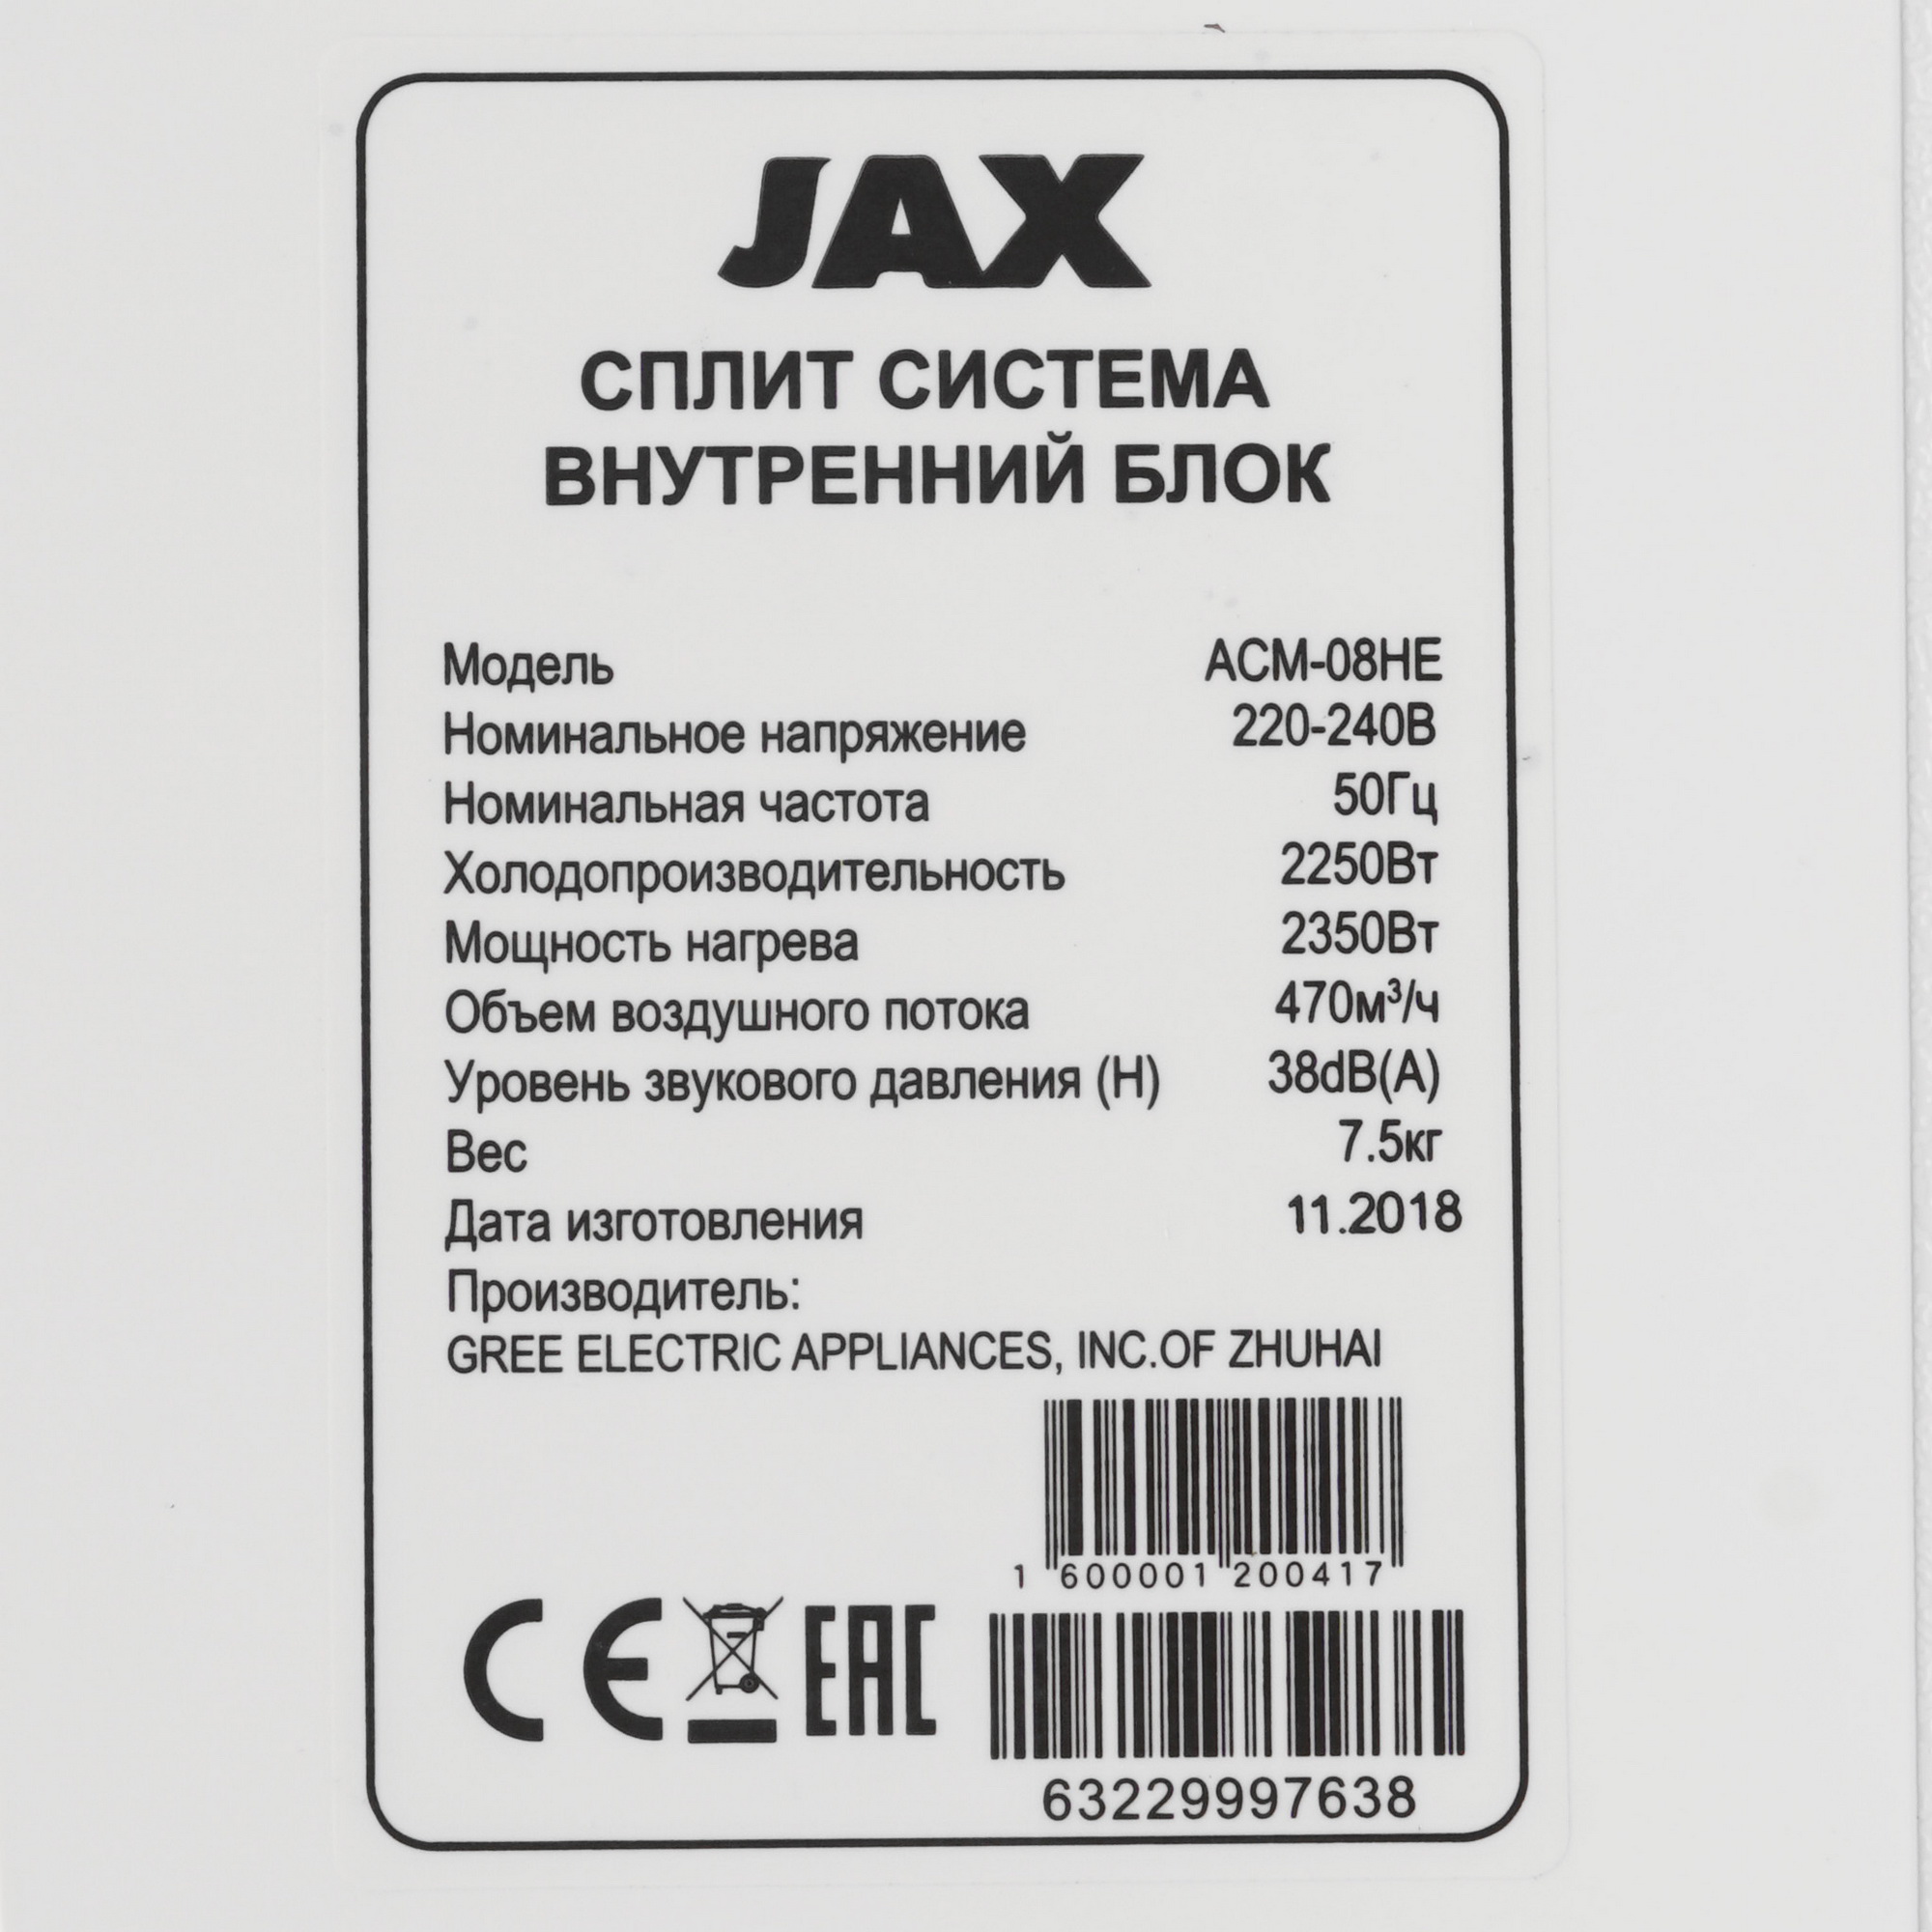 JAX
СПЛИТ СИСТЕМА
ВНУТРЕННИЙ БЛОК
Модель ACM-08HE
Номинальное напряжение 220-240В
Номинальная частота 50Гц
Холодопроизводительность 2250Вт
Мощность нагрева 2350Вт
Объем воздушного потока 470м³/ч
Уровень звукового давления (H) 38dB(A)
Вес 7.5кг
Дата изготовления 11.2018
Производитель:
GREE ELECTRIC APPLIANCES, INC.OF ZHUHAI
1 600001 200417
CE EAC
63229997638